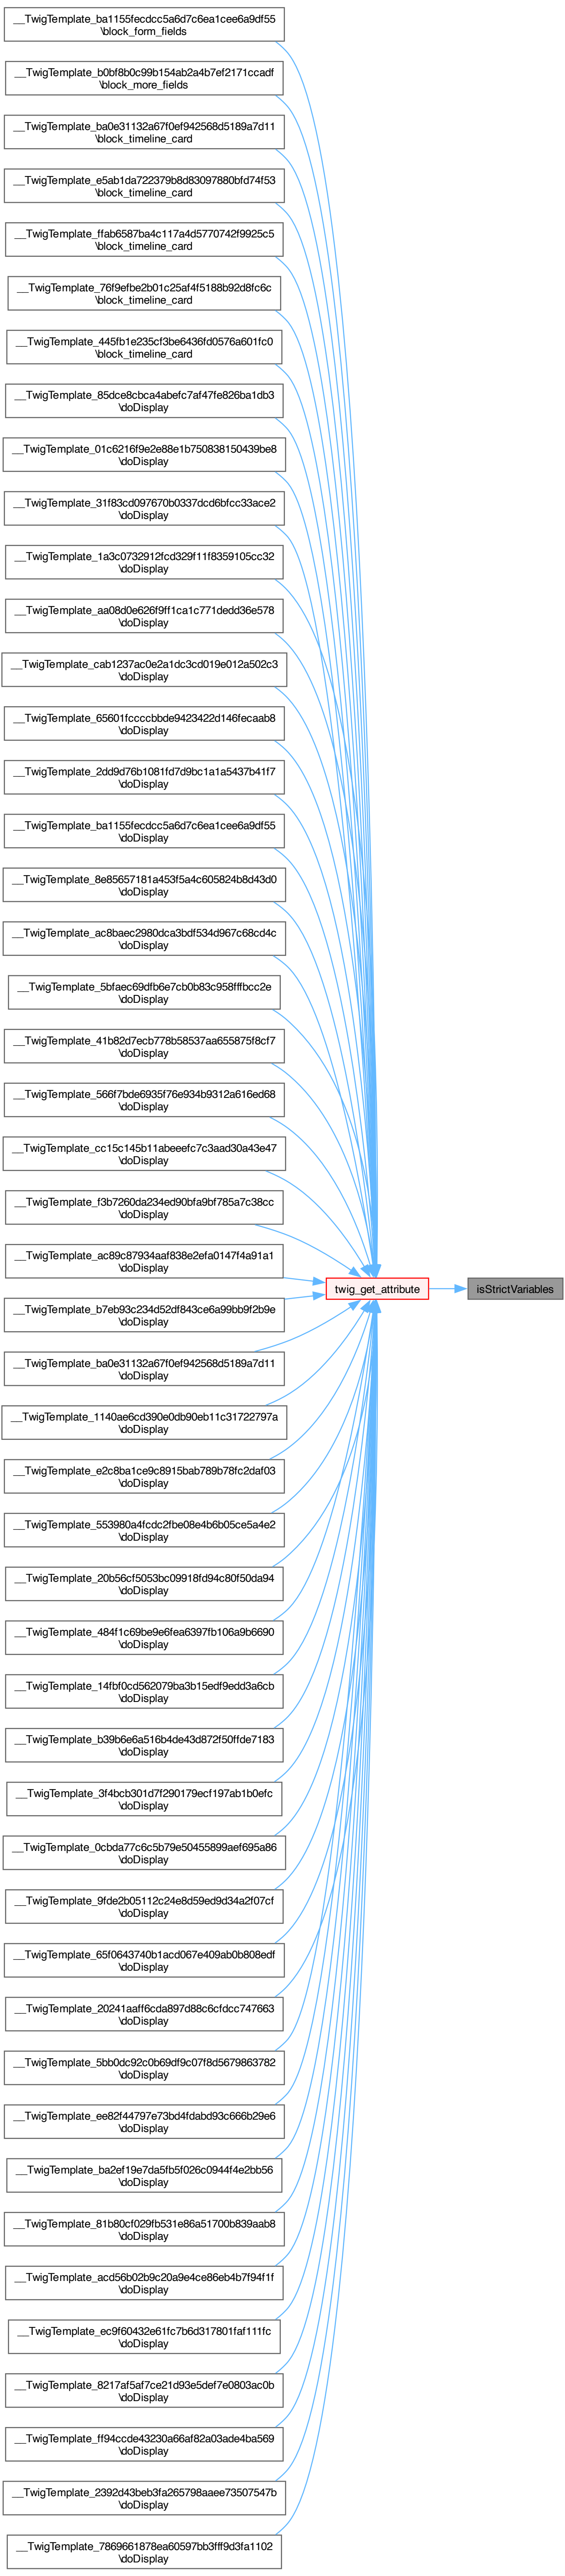 __TwigTemplate_ba1155fecdcc5a6d7c6ea1cee6a9df55
\block_form_fields
__TwigTemplate_b0bf8b0c99b154ab2a4b7ef2171ccadf
\block_more_fields
__TwigTemplate_ba0e31132a67f0ef942568d5189a7d11
\block_timeline_card
__TwigTemplate_e5ab1da722379b8d83097880bfd74f53
\block_timeline_card
__TwigTemplate_ffab6587ba4c117a4d5770742f9925c5
\block_timeline_card
__TwigTemplate_76f9efbe2b01c25af4f5188b92d8fc6c
\block_timeline_card
__TwigTemplate_445fb1e235cf3be6436fd0576a601fc0
\block_timeline_card
__TwigTemplate_85dce8cbca4abefc7af47fe826ba1db3
\doDisplay
__TwigTemplate_01c6216f9e2e88e1b750838150439be8
\doDisplay
__TwigTemplate_31f83cd097670b0337dcd6bfcc33ace2
\doDisplay
__TwigTemplate_1a3c0732912fcd329f11f8359105cc32
\doDisplay
__TwigTemplate_aa08d0e626f9ff1ca1c771dedd36e578
\doDisplay
__TwigTemplate_cab1237ac0e2a1dc3cd019e012a502c3
\doDisplay
__TwigTemplate_65601fccccbbde9423422d146fecaab8
\doDisplay
__TwigTemplate_2dd9d76b1081fd7d9bc1a1a5437b41f7
\doDisplay
__TwigTemplate_ba1155fecdcc5a6d7c6ea1cee6a9df55
\doDisplay
__TwigTemplate_8e85657181a453f5a4c605824b8d43d0
\doDisplay
__TwigTemplate_ac8baec2980dca3bdf534d967c68cd4c
\doDisplay
__TwigTemplate_5bfaec69dfb6e7cb0b83c958fffbcc2e
\doDisplay
__TwigTemplate_41b82d7ecb778b58537aa655875f8cf7
\doDisplay
__TwigTemplate_566f7bde6935f76e934b9312a616ed68
\doDisplay
__TwigTemplate_cc15c145b11abeeefc7c3aad30a43e47
\doDisplay
__TwigTemplate_f3b7260da234ed90bfa9bf785a7c38cc
\doDisplay
__TwigTemplate_ac89c87934aaf838e2efa0147f4a91a1
\doDisplay
twig_get_attribute
isStrictVariables
__TwigTemplate_b7eb93c234d52df843ce6a99bb9f2b9e
\doDisplay
__TwigTemplate_ba0e31132a67f0ef942568d5189a7d11
\doDisplay
__TwigTemplate_1140ae6cd390e0db90eb11c31722797a
\doDisplay
__TwigTemplate_e2c8ba1ce9c8915bab789b78fc2daf03
\doDisplay
__TwigTemplate_553980a4fcdc2fbe08e4b6b05ce5a4e2
\doDisplay
__TwigTemplate_20b56cf5053bc09918fd94c80f50da94
\doDisplay
__TwigTemplate_484f1c69be9e6fea6397fb106a9b6690
\doDisplay
__TwigTemplate_14fbf0cd562079ba3b15edf9edd3a6cb
\doDisplay
__TwigTemplate_b39b6e6a516b4de43d872f50ffde7183
\doDisplay
__TwigTemplate_3f4bcb301d7f290179ecf197ab1b0efc
\doDisplay
__TwigTemplate_0cbda77c6c5b79e50455899aef695a86
\doDisplay
__TwigTemplate_9fde2b05112c24e8d59ed9d34a2f07cf
\doDisplay
__TwigTemplate_65f0643740b1acd067e409ab0b808edf
\doDisplay
__TwigTemplate_20241aaff6cda897d88c6cfdcc747663
\doDisplay
__TwigTemplate_5bb0dc92c0b69df9c07f8d5679863782
\doDisplay
__TwigTemplate_ee82f44797e73bd4fdabd93c666b29e6
\doDisplay
__TwigTemplate_ba2ef19e7da5fb5f026c0944f4e2bb56
\doDisplay
__TwigTemplate_81b80cf029fb531e86a51700b839aab8
\doDisplay
__TwigTemplate_acd56b02b9c20a9e4ce86eb4b7f94f1f
\doDisplay
__TwigTemplate_ec9f60432e61fc7b6d317801faf111fc
\doDisplay
__TwigTemplate_8217af5af7ce21d93e5def7e0803ac0b
\doDisplay
__TwigTemplate_ff94ccde43230a66af82a03ade4ba569
\doDisplay
__TwigTemplate_2392d43beb3fa265798aaee73507547b
\doDisplay
__TwigTemplate_7869661878ea60597bb3fff9d3fa1102
\doDisplay